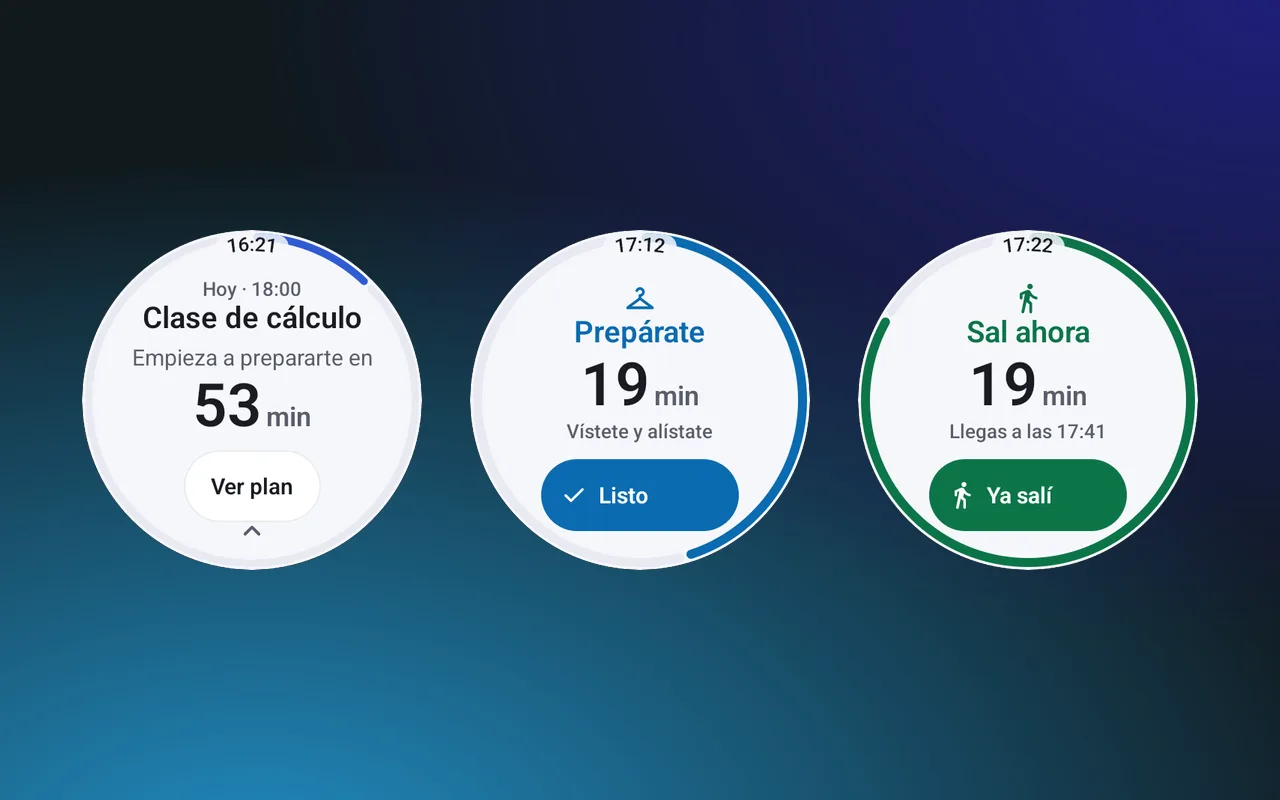 16:21
Hoy · 18:00
Clase de cálculo
Empieza a prepararte en
53 min
Ver plan
17:12
Prepárate
19 min
Vístete y alístate
Listo
17:22
Sal ahora
19 min
Llegas a las 17:41
Ya salí